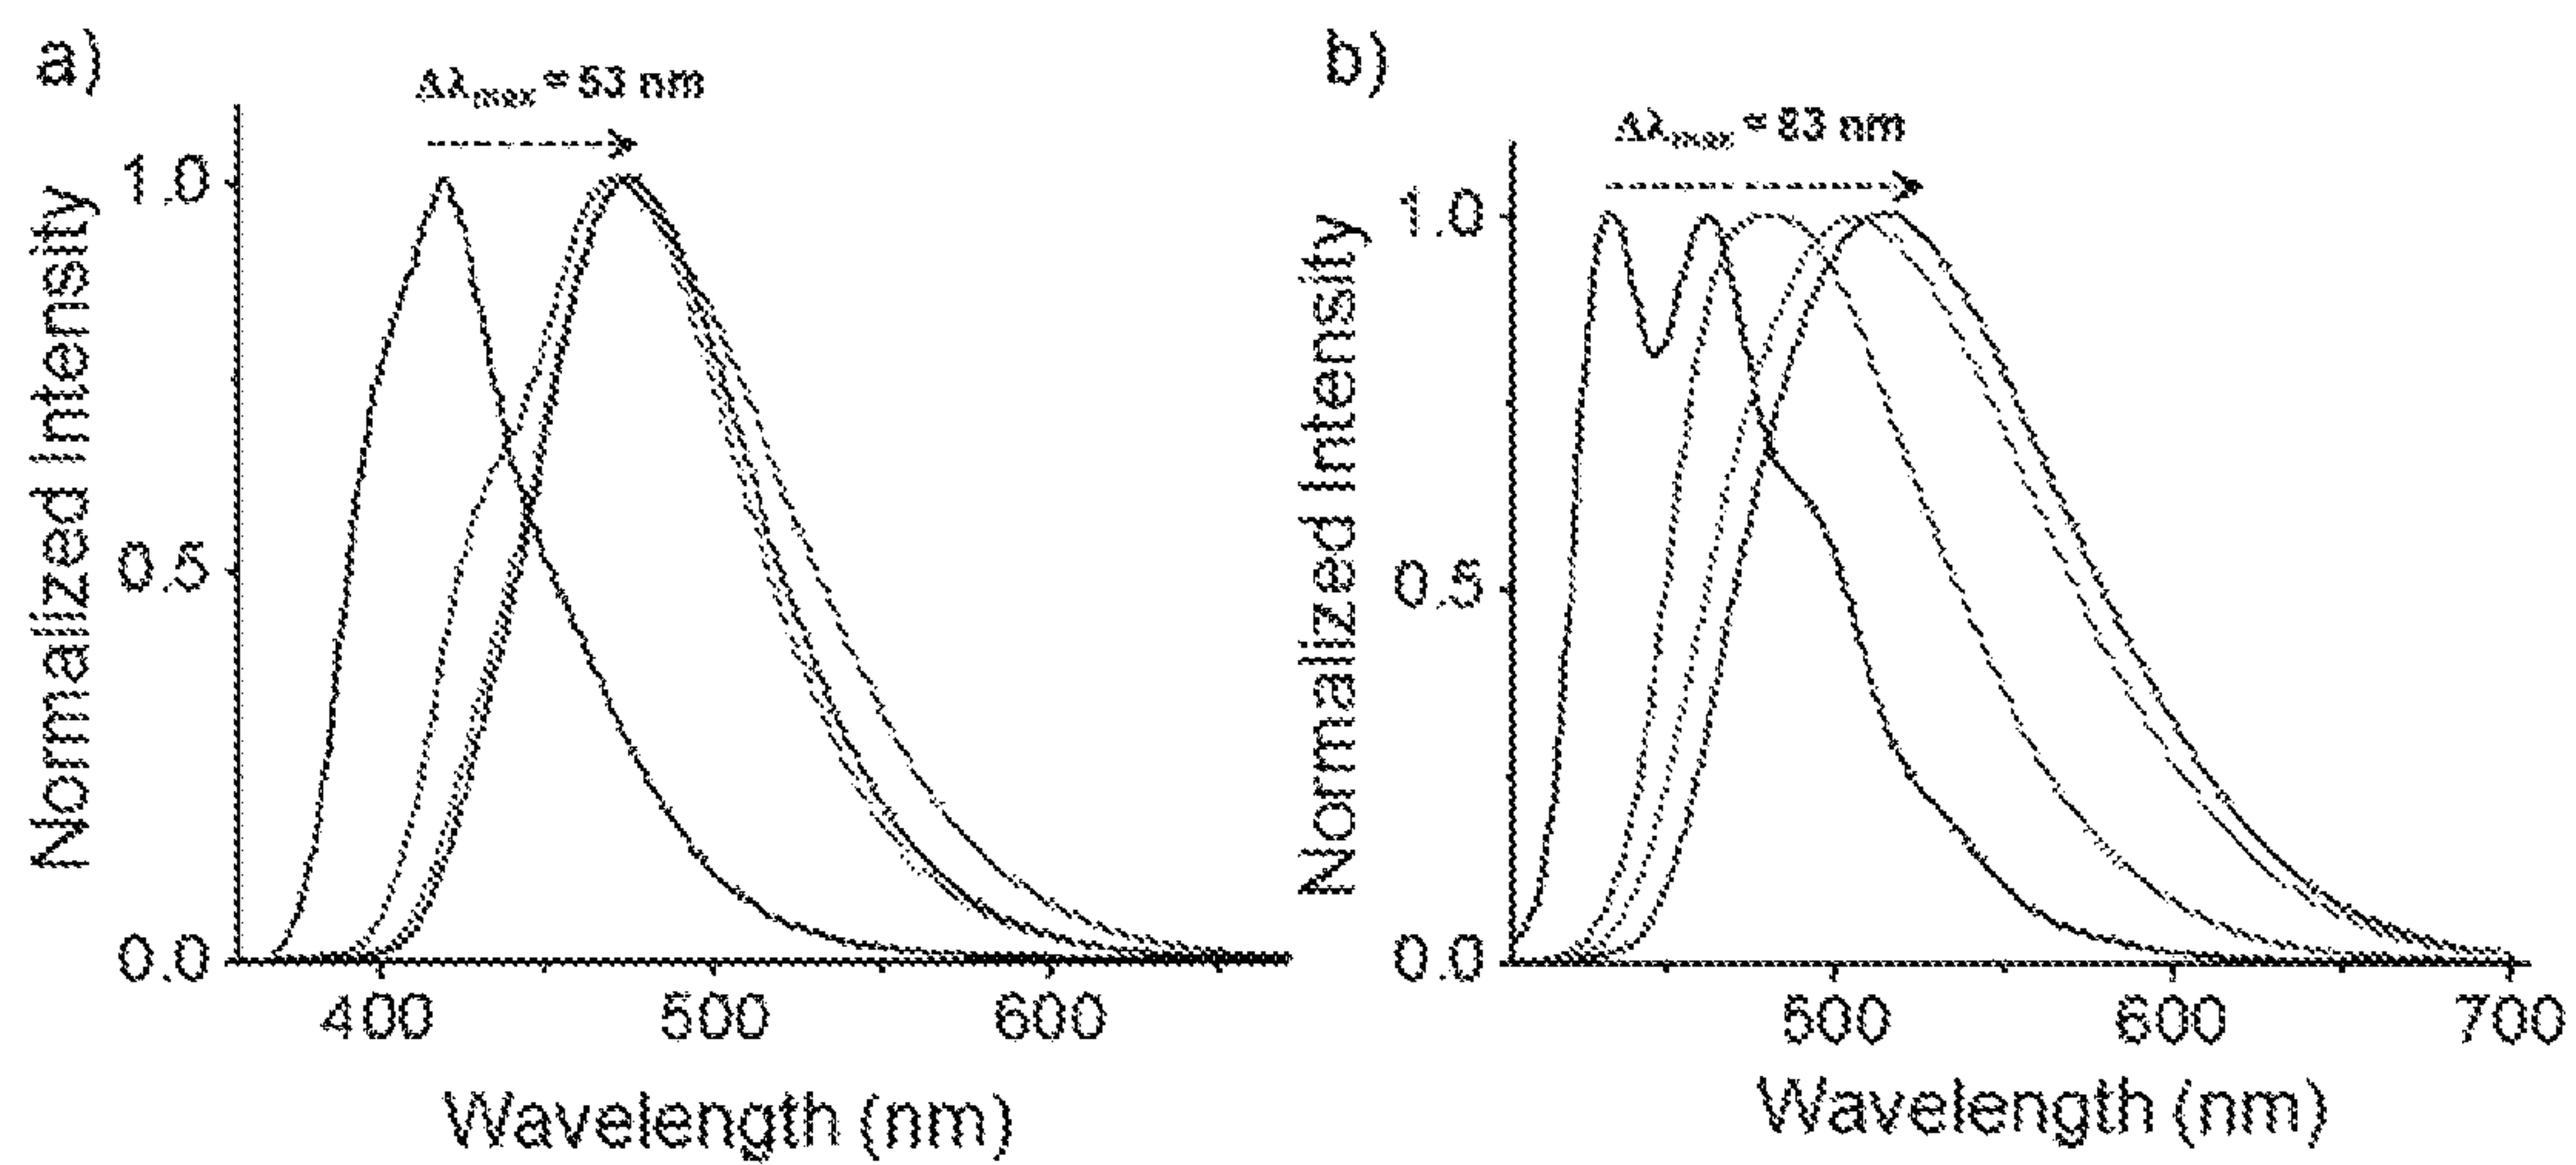 a)
Δλmax = 53 nm
1.0
0.5
0.0
Normalized Intensity
400 500 600
Wavelength (nm)
b)
Δλmax = 83 nm
1.0
0.5
0.0
Normalized Intensity
500 600 700
Wavelength (nm)